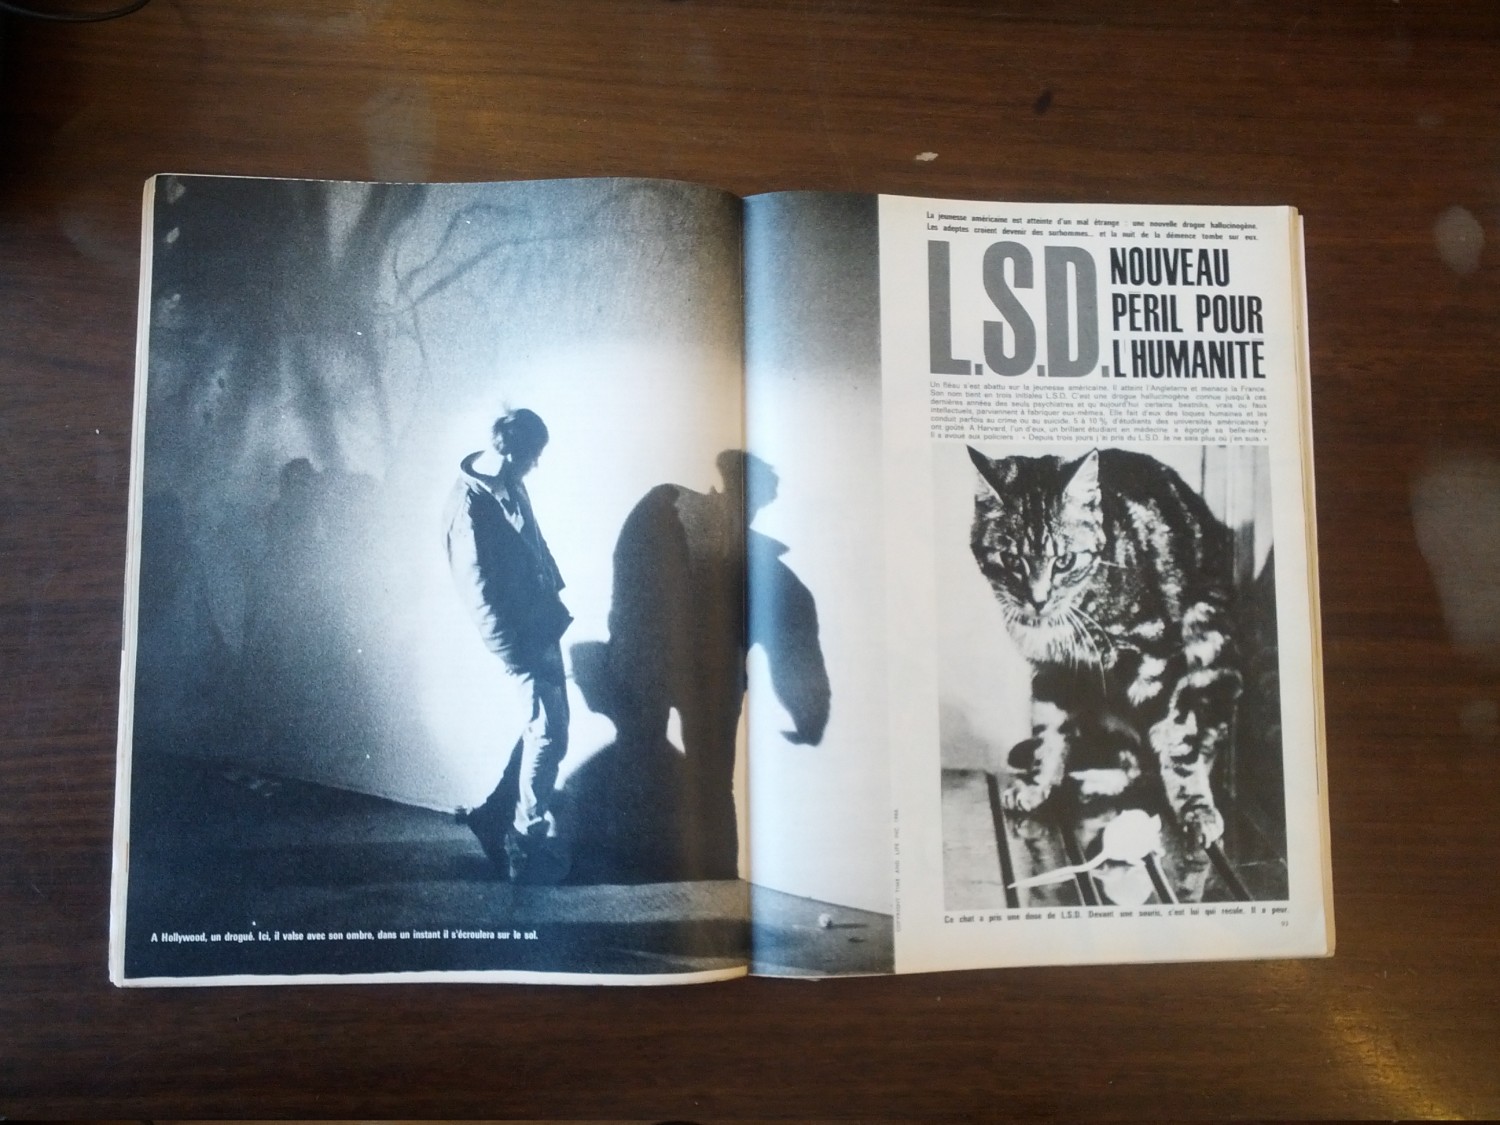 A Hollywood, un drogué. Ici, il valse avec son ombre, dans un instant il s'écroulera sur le sol.
La jeunesse américaine est atteinte d'un mal étrange : une nouvelle drogue hallucinogène.
Les adeptes croient devenir des surhommes... et la nuit de la démence tombe sur eux.
L.S.D.
NOUVEAU
PERIL POUR
L'HUMANITE
Un fléau s'est abattu sur la jeunesse américaine. Il atteint l'Angleterre et menace la France.
Son nom tient en trois initiales L.S.D. C'est une drogue hallucinogène connue jusqu'à ces
dernières années des seuls psychiatres et qu'aujourd'hui certains beatniks, vrais ou faux
intellectuels, parviennent à fabriquer eux-mêmes. Elle fait d'eux des loques humaines et les
conduit parfois au crime ou au suicide. 5 à 10 % d'étudiants des universités américaines y
ont goûté. A Harvard, l'un d'eux, un brillant étudiant en médecine a égorgé sa belle-mère.
Il a avoué aux policiers : « Depuis trois jours j'ai pris du L.S.D. Je ne sais plus où j'en suis. »
COPYRIGHT TIME AND LIFE INC. 1966
Ce chat a pris une dose de L.S.D. Devant une souris, c'est lui qui recule. Il a peur.